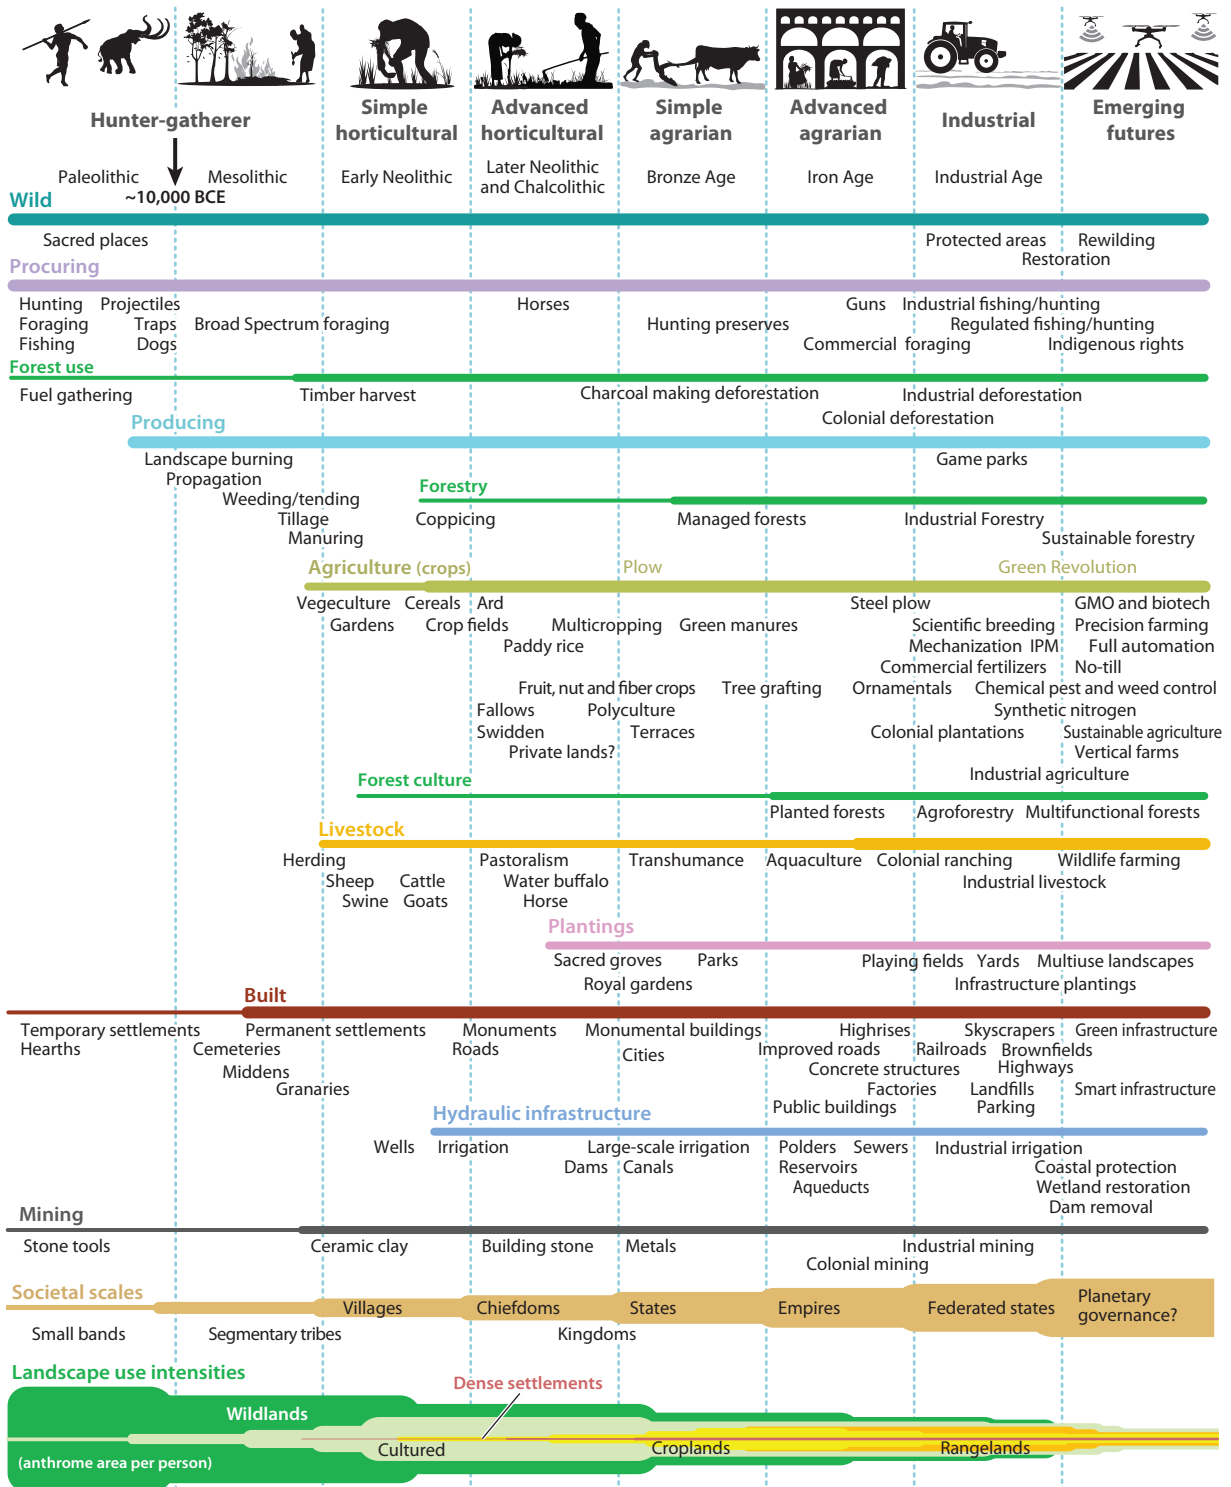 Hunter-gatherer
Simple
horticultural
Advanced
horticultural
Simple
agrarian
Advanced
agrarian
Industrial
Emerging
futures
Paleolithic
Mesolithic
Early Neolithic
Later Neolithic
and Chalcolithic
Bronze Age
Iron Age
Industrial Age
~10,000 BCE
Wild
Sacred places
Protected areas
Rewilding
Restoration
Procuring
Hunting
Projectiles
Horses
Guns
Industrial fishing/hunting
Foraging
Traps
Broad Spectrum foraging
Hunting preserves
Regulated fishing/hunting
Fishing
Dogs
Commercial foraging
Indigenous rights
Forest use
Fuel gathering
Timber harvest
Charcoal making deforestation
Industrial deforestation
Colonial deforestation
Producing
Landscape burning
Game parks
Propagation
Weeding/tending
Tillage
Manuring
Forestry
Coppicing
Managed forests
Industrial Forestry
Sustainable forestry
Agriculture (crops)
Plow
Green Revolution
Vegeculture
Cereals
Ard
Steel plow
GMO and biotech
Gardens
Crop fields
Multicropping
Green manures
Scientific breeding
Precision farming
Paddy rice
Mechanization
IPM
Full automation
Commercial fertilizers
No-till
Fruit, nut and fiber crops
Tree grafting
Ornamentals
Chemical pest and weed control
Fallows
Polyculture
Synthetic nitrogen
Swidden
Terraces
Colonial plantations
Sustainable agriculture
Private lands?
Vertical farms
Industrial agriculture
Forest culture
Planted forests
Agroforestry
Multifunctional forests
Livestock
Herding
Pastoralism
Transhumance
Aquaculture
Colonial ranching
Wildlife farming
Sheep
Cattle
Water buffalo
Industrial livestock
Swine
Goats
Horse
Plantings
Sacred groves
Parks
Playing fields
Yards
Multiuse landscapes
Royal gardens
Infrastructure plantings
Built
Temporary settlements
Permanent settlements
Monuments
Monumental buildings
Highrises
Skyscrapers
Green infrastructure
Hearths
Cemeteries
Roads
Cities
Improved roads
Railroads
Brownfields
Middens
Concrete structures
Highways
Granaries
Factories
Landfills
Smart infrastructure
Public buildings
Parking
Hydraulic infrastructure
Wells
Irrigation
Large-scale irrigation
Polders
Sewers
Industrial irrigation
Dams
Canals
Reservoirs
Coastal protection
Aqueducts
Wetland restoration
Dam removal
Mining
Stone tools
Ceramic clay
Building stone
Metals
Industrial mining
Colonial mining
Societal scales
Villages
Chiefdoms
States
Empires
Federated states
Planetary
governance?
Small bands
Segmentary tribes
Kingdoms
Landscape use intensities
Dense settlements
Wildlands
Cultured
Croplands
Rangelands
(anthrome area per person)